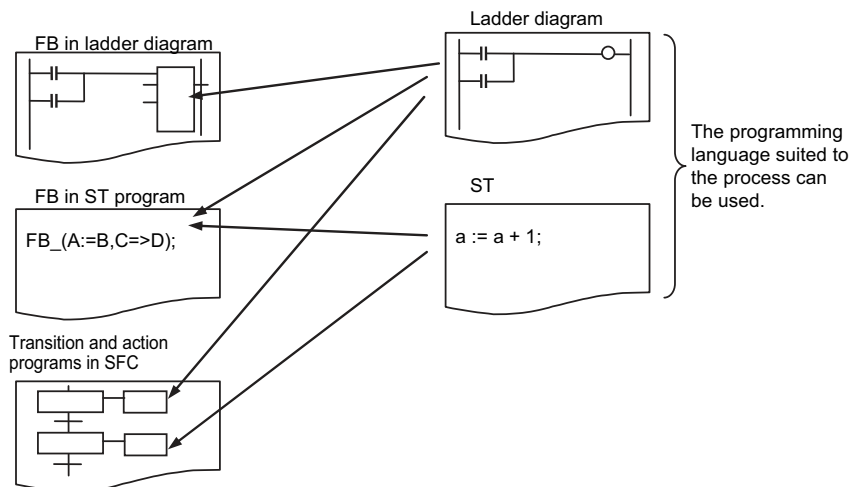 FB in ladder diagram
Ladder diagram
The programming
language suited to
the process can
be used.
FB in ST program
FB_(A:=B,C=>D);
ST
a := a + 1;
Transition and action
programs in SFC